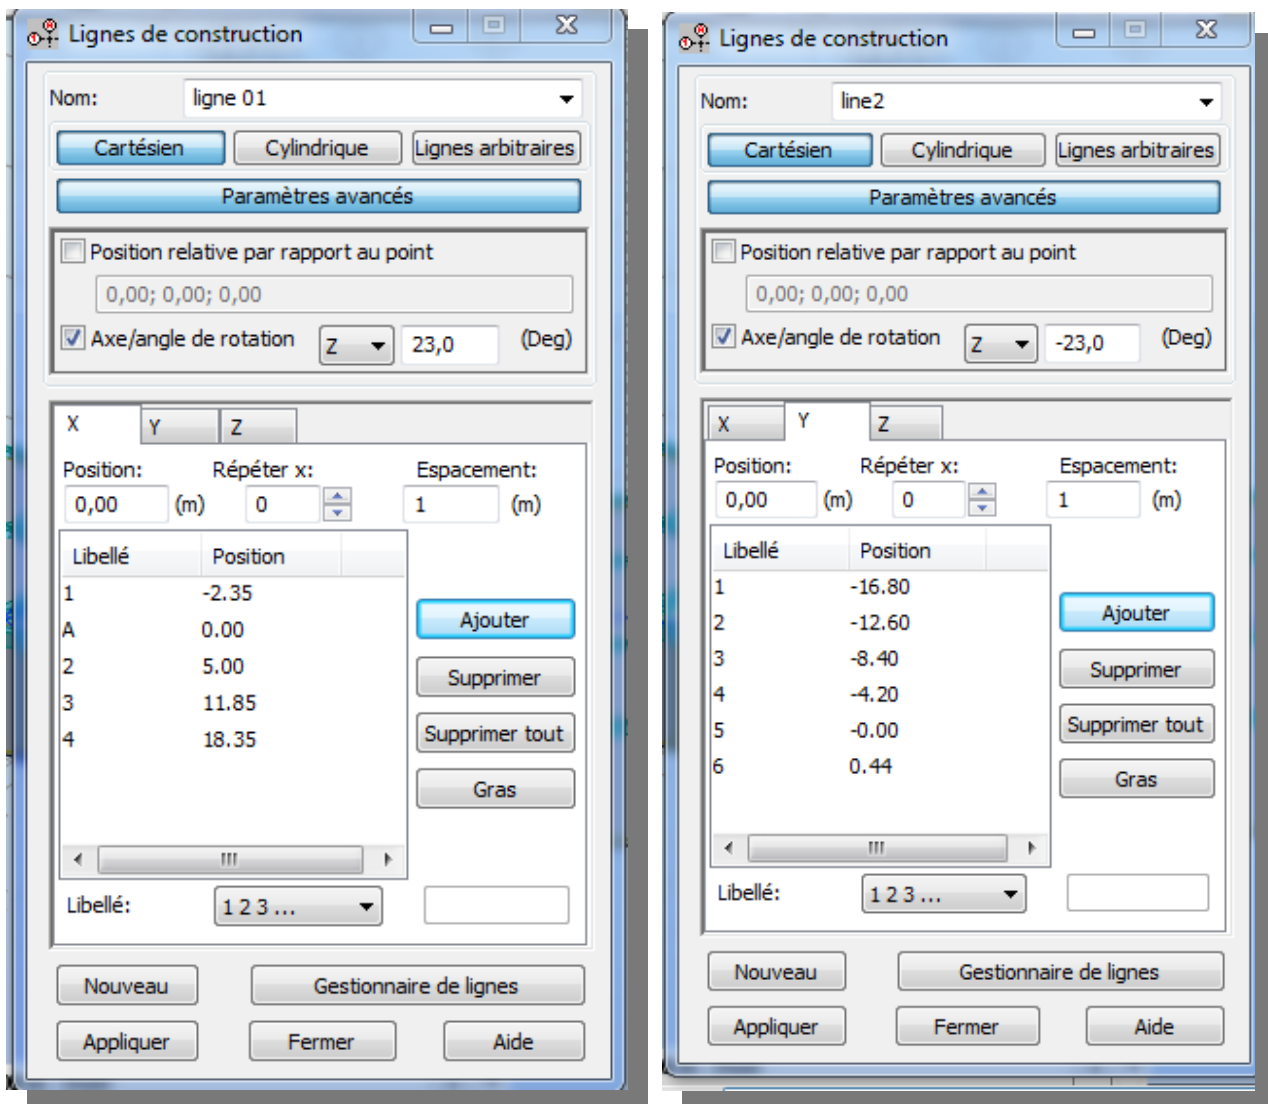 Lignes de construction
Nom: ligne 01
Cartésien Cylindrique Lignes arbitraires
Paramètres avancés
Position relative par rapport au point
0,00; 0,00; 0,00
Axe/angle de rotation Z 23,0 (Deg)
X Y Z
Position: Répéter x: Espacement:
0,00 (m) 0 1 (m)
Libellé Position
1 -2.35
A 0.00
2 5.00
3 11.85
4 18.35
Ajouter
Supprimer
Supprimer tout
Gras
Libellé: 1 2 3 ...
Nouveau Gestionnaire de lignes
Appliquer Fermer Aide
Lignes de construction
Nom: line2
Cartésien Cylindrique Lignes arbitraires
Paramètres avancés
Position relative par rapport au point
0,00; 0,00; 0,00
Axe/angle de rotation Z -23,0 (Deg)
X Y Z
Position: Répéter x: Espacement:
0,00 (m) 0 1 (m)
Libellé Position
1 -16.80
2 -12.60
3 -8.40
4 -4.20
5 -0.00
6 0.44
Ajouter
Supprimer
Supprimer tout
Gras
Libellé: 1 2 3 ...
Nouveau Gestionnaire de lignes
Appliquer Fermer Aide